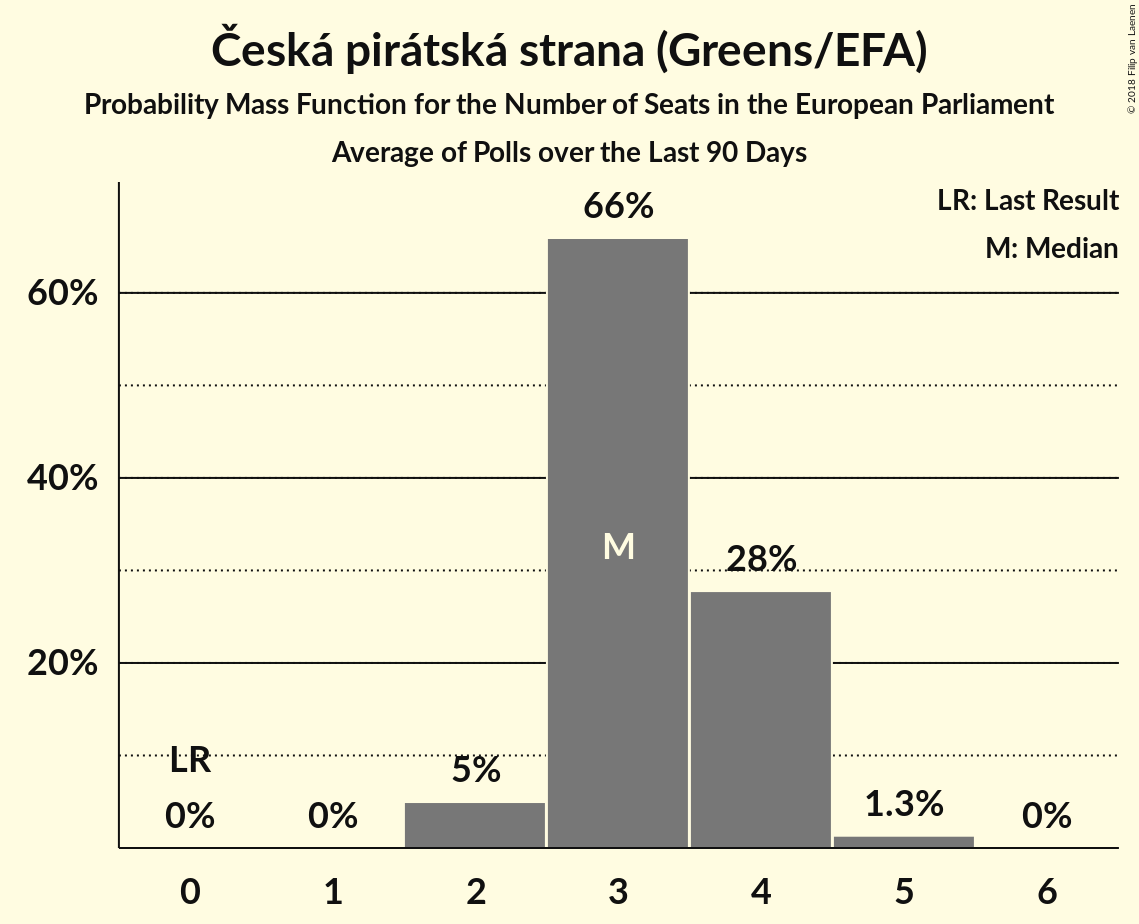 Česká pirátská strana (Greens/EFA)
Probability Mass Function for the Number of Seats in the European Parliament
Average of Polls over the Last 90 Days
© 2018 Filip van Laenen
LR: Last Result
M: Median
66%
60%
40%
M
28%
20%
LR
5%
0%
0%
1.3%
0%
0
1
2
3
4
5
6